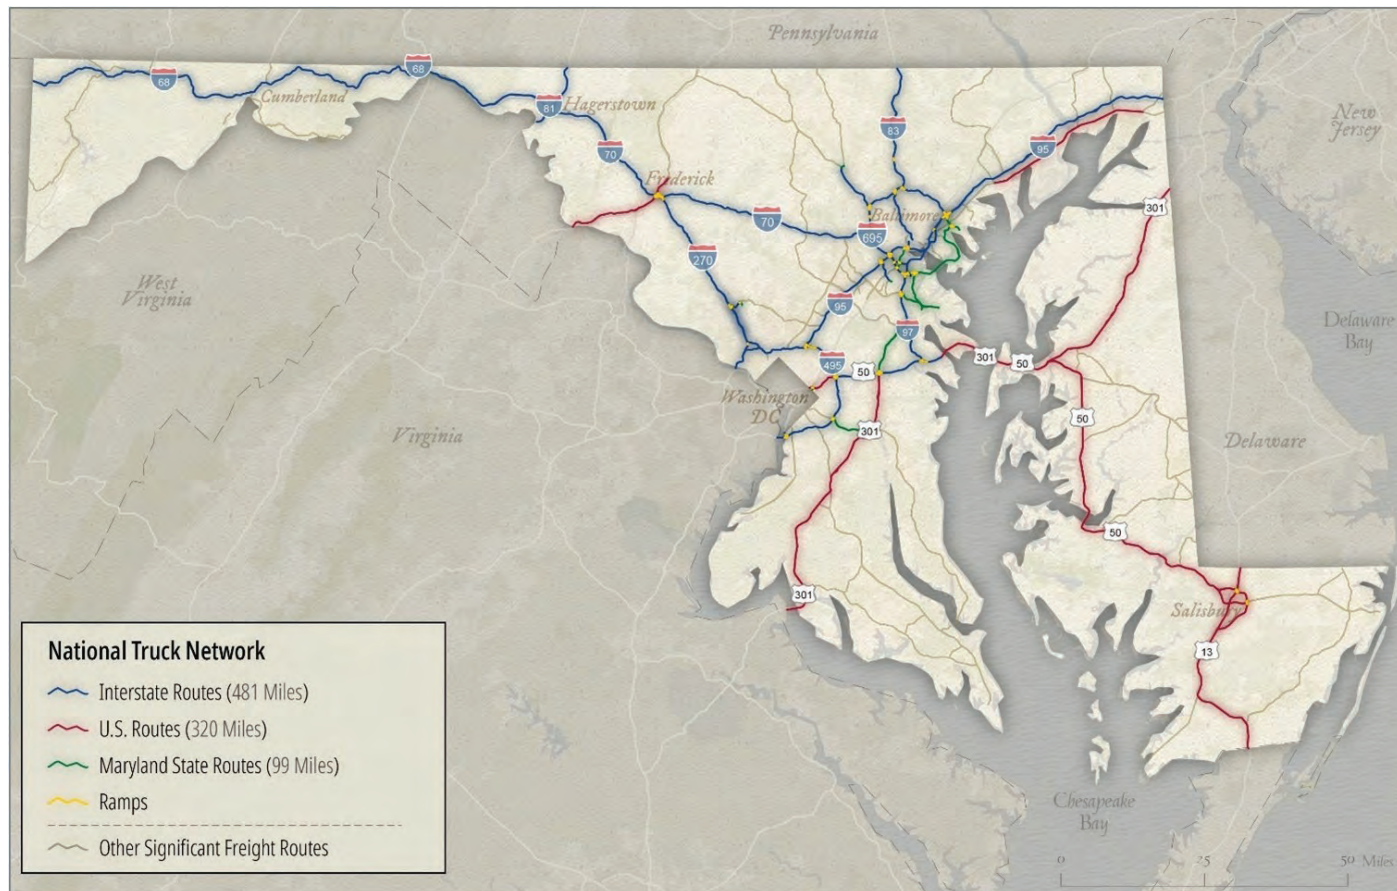 Pennsylvania
68
68
Cumberland
81
Hagerstown
83
New
Jersey
95
70
Frederick
301
70
Baltimore
695
270
West
Virginia
95
97
Delaware
Bay
301
50
495
50
Washington
DC
50
301
Virginia
Delaware
50
301
Salisbury
13
National Truck Network
Interstate Routes (481 Miles)
U.S. Routes (320 Miles)
Maryland State Routes (99 Miles)
Ramps
Other Significant Freight Routes
Chesapeake
Bay
0 25 50 Miles